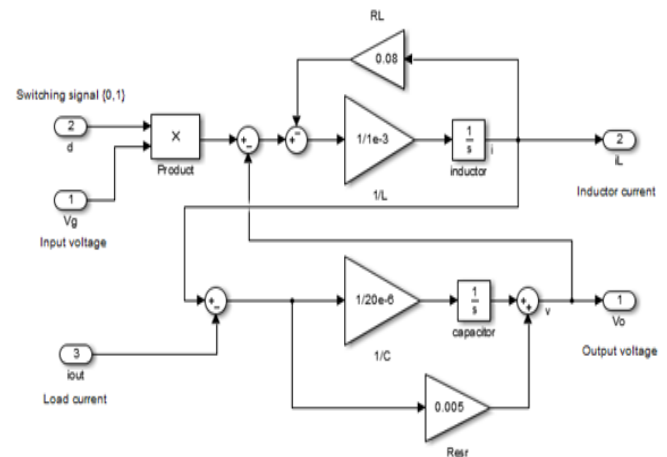 RL
0.08
Switching signal {0,1}
2
d
X
Product
+
-
+
-
1/1e-3
1/L
1
s
inductor
i
2
iL
Inductor current
1
Vg
Input voltage
+
-
1/20e-6
1/C
1
s
capacitor
+
+
v
1
Vo
Output voltage
3
iout
Load current
0.005
Resr